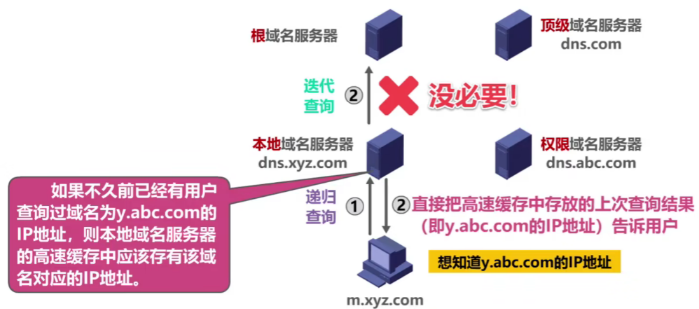 根域名服务器
顶级域名服务器
dns.com
迭代
查询
②
没必要！
本地域名服务器
dns.xyz.com
权限域名服务器
dns.abc.com
如果不久前已经有用户
查询过域名为y.abc.com的
IP地址，则本地域名服务器
的高速缓存中应该存有该域
名对应的IP地址。
递归
查询
①
②
直接把高速缓存中存放的上次查询结果
（即y.abc.com的IP地址）告诉用户
想知道y.abc.com的IP地址
m.xyz.com